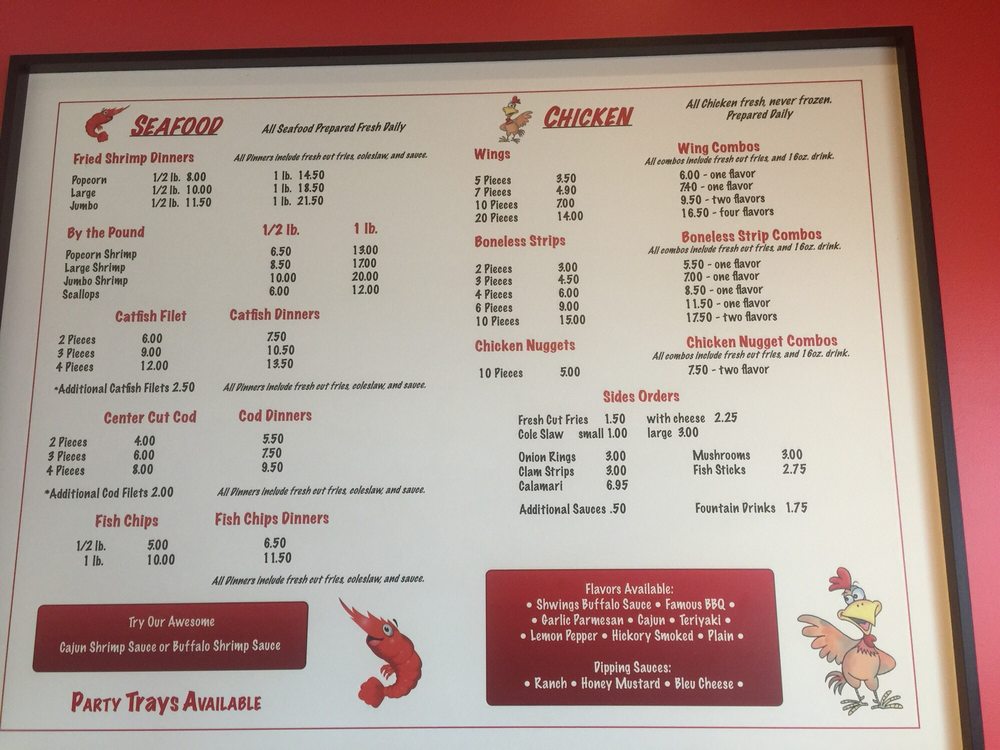 SEAFOOD
All Seafood Prepared Fresh Daily
Fried Shrimp Dinners
All Dinners include fresh cut fries, coleslaw, and sauce.
Popcorn 1/2 lb. 8.00 1 lb. 14.50
Large 1/2 lb. 10.00 1 lb. 18.50
Jumbo 1/2 lb. 11.50 1 lb. 21.50
By the Pound 1/2 lb. 1 lb.
Popcorn Shrimp 6.50 13.00
Large Shrimp 8.50 17.00
Jumbo Shrimp 10.00 20.00
Scallops 6.00 12.00
Catfish Filet Catfish Dinners
2 Pieces 6.00 7.50
3 Pieces 9.00 10.50
4 Pieces 12.00 13.50
*Additional Catfish Filets 2.50 All Dinners include fresh cut fries, coleslaw, and sauce.
Center Cut Cod Cod Dinners
2 Pieces 4.00 5.50
3 Pieces 6.00 7.50
4 Pieces 8.00 9.50
*Additional Cod Filets 2.00 All Dinners include fresh cut fries, coleslaw, and sauce.
Fish Chips Fish Chips Dinners
1/2 lb. 5.00 6.50
1 lb. 10.00 11.50
All Dinners include fresh cut fries, coleslaw, and sauce.
Try Our Awesome
Cajun Shrimp Sauce or Buffalo Shrimp Sauce
PARTY TRAYS AVAILABLE
CHICKEN
All Chicken fresh, never frozen.
Prepared Daily
Wings Wing Combos
All combos include fresh cut fries, and 16oz. drink.
5 Pieces 3.50 6.00 - one flavor
7 Pieces 4.90 7.40 - one flavor
10 Pieces 7.00 9.50 - two flavors
20 Pieces 14.00 16.50 - four flavors
Boneless Strips Boneless Strip Combos
All combos include fresh cut fries, and 16oz. drink.
2 Pieces 3.00 5.50 - one flavor
3 Pieces 4.50 7.00 - one flavor
4 Pieces 6.00 8.50 - one flavor
6 Pieces 9.00 11.50 - one flavor
10 Pieces 15.00 17.50 - two flavors
Chicken Nuggets Chicken Nugget Combos
All combos include fresh cut fries, and 16oz. drink.
10 Pieces 5.00 7.50 - two flavor
Sides Orders
Fresh Cut Fries 1.50 with cheese 2.25
Cole Slaw small 1.00 large 3.00
Onion Rings 3.00 Mushrooms 3.00
Clam Strips 3.00 Fish Sticks 2.75
Calamari 6.95
Additional Sauces .50 Fountain Drinks 1.75
Flavors Available:
• Shwings Buffalo Sauce • Famous BBQ •
• Garlic Parmesan • Cajun • Teriyaki •
• Lemon Pepper • Hickory Smoked • Plain •
Dipping Sauces:
• Ranch • Honey Mustard • Bleu Cheese •